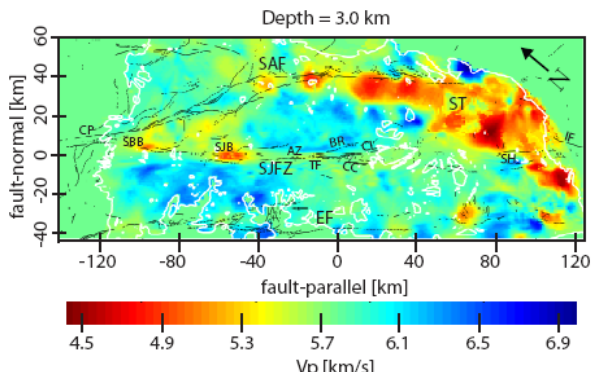 Depth = 3.0 km
60
40
20
0
-20
-40
fault-normal [km]
SAF
ST
CP
SBB
SJB
AZ
BR
CL
SJFZ
TF
CC
SH
IF
EF
N
-120
-80
-40
0
40
80
120
fault-parallel [km]
4.5 4.9 5.3 5.7 6.1 6.5 6.9
Vp [km/s]